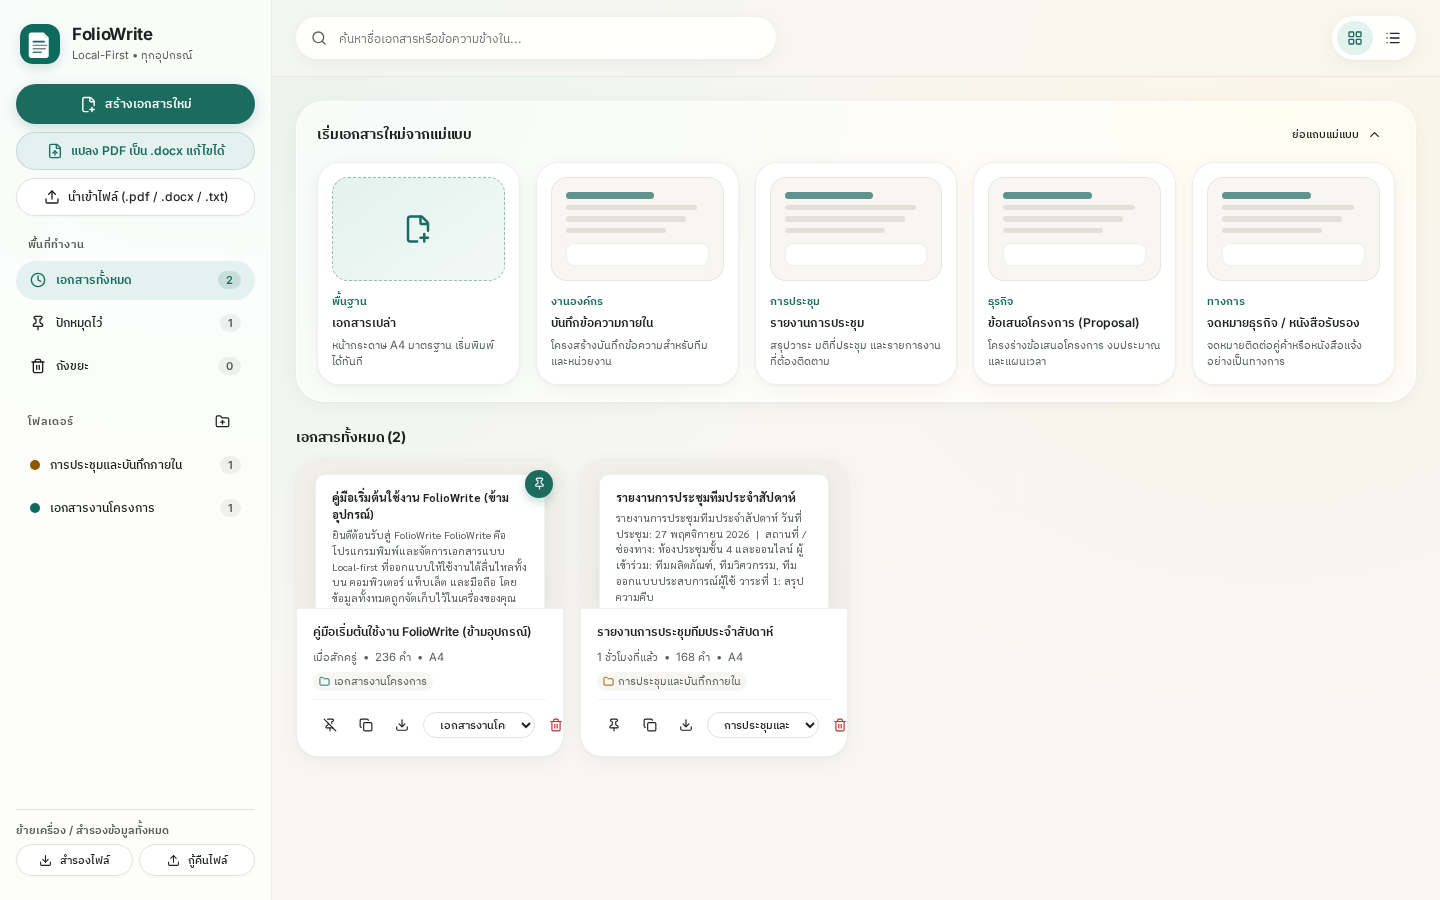 FolioWrite
Local-First • ทุกอุปกรณ์
สร้างเอกสารใหม่
แปลง PDF เป็น .docx แก้ไขได้
นำเข้าไฟล์ (.pdf / .docx / .txt)
พื้นที่ทำงาน
เอกสารทั้งหมด 2
ปักหมุดไว้ 1
ถังขยะ 0
โฟลเดอร์
การประชุมและบันทึกภายใน 1
เอกสารงานโครงการ 1
ย้ายเครื่อง / สำรองข้อมูลทั้งหมด
สำรองไฟล์
กู้คืนไฟล์
ค้นหาชื่อเอกสารหรือข้อความข้างใน...
เริ่มเอกสารใหม่จากแม่แบบ
ย่อแถบแม่แบบ
พื้นฐาน
เอกสารเปล่า
หน้ากระดาษ A4 มาตรฐาน เริ่มพิมพ์
ได้ทันที
งานองค์กร
บันทึกข้อความภายใน
โครงสร้างบันทึกข้อความสำหรับทีม
และหน่วยงาน
การประชุม
รายงานการประชุม
สรุปวาระ มติที่ประชุม และรายการงาน
ที่ต้องติดตาม
ธุรกิจ
ข้อเสนอโครงการ (Proposal)
โครงร่างข้อเสนอโครงการ งบประมาณ
และแผนเวลา
ทางการ
จดหมายธุรกิจ / หนังสือรับรอง
จดหมายติดต่อคู่ค้าหรือหนังสือแจ้ง
อย่างเป็นทางการ
เอกสารทั้งหมด (2)
คู่มือเริ่มต้นใช้งาน FolioWrite (ข้าม
อุปกรณ์)
ยินดีต้อนรับสู่ FolioWrite FolioWrite คือ
โปรแกรมพิมพ์และจัดการเอกสารแบบ
Local-first ที่ออกแบบให้ใช้งานได้ลื่นไหลทั้ง
บน คอมพิวเตอร์ แท็บเล็ต และมือถือ โดย
ข้อมูลทั้งหมดถูกจัดเก็บไว้ในเครื่องของคุณ
คู่มือเริ่มต้นใช้งาน FolioWrite (ข้ามอุปกรณ์)
เมื่อสักครู่ • 236 คำ • A4
เอกสารงานโครงการ
เอกสารงานโค
รายงานการประชุมทีมประจำสัปดาห์
รายงานการประชุมทีมประจำสัปดาห์ วันที่
ประชุม: 27 พฤศจิกายน 2026 | สถานที่ /
ช่องทาง: ห้องประชุมชั้น 4 และออนไลน์ ผู้
เข้าร่วม: ทีมผลิตภัณฑ์, ทีมวิศวกรรม, ทีม
ออกแบบประสบการณ์ผู้ใช้ วาระที่ 1: สรุป
ความคืบ
รายงานการประชุมทีมประจำสัปดาห์
1 ชั่วโมงที่แล้ว • 168 คำ • A4
การประชุมและบันทึกภายใน
การประชุมและ